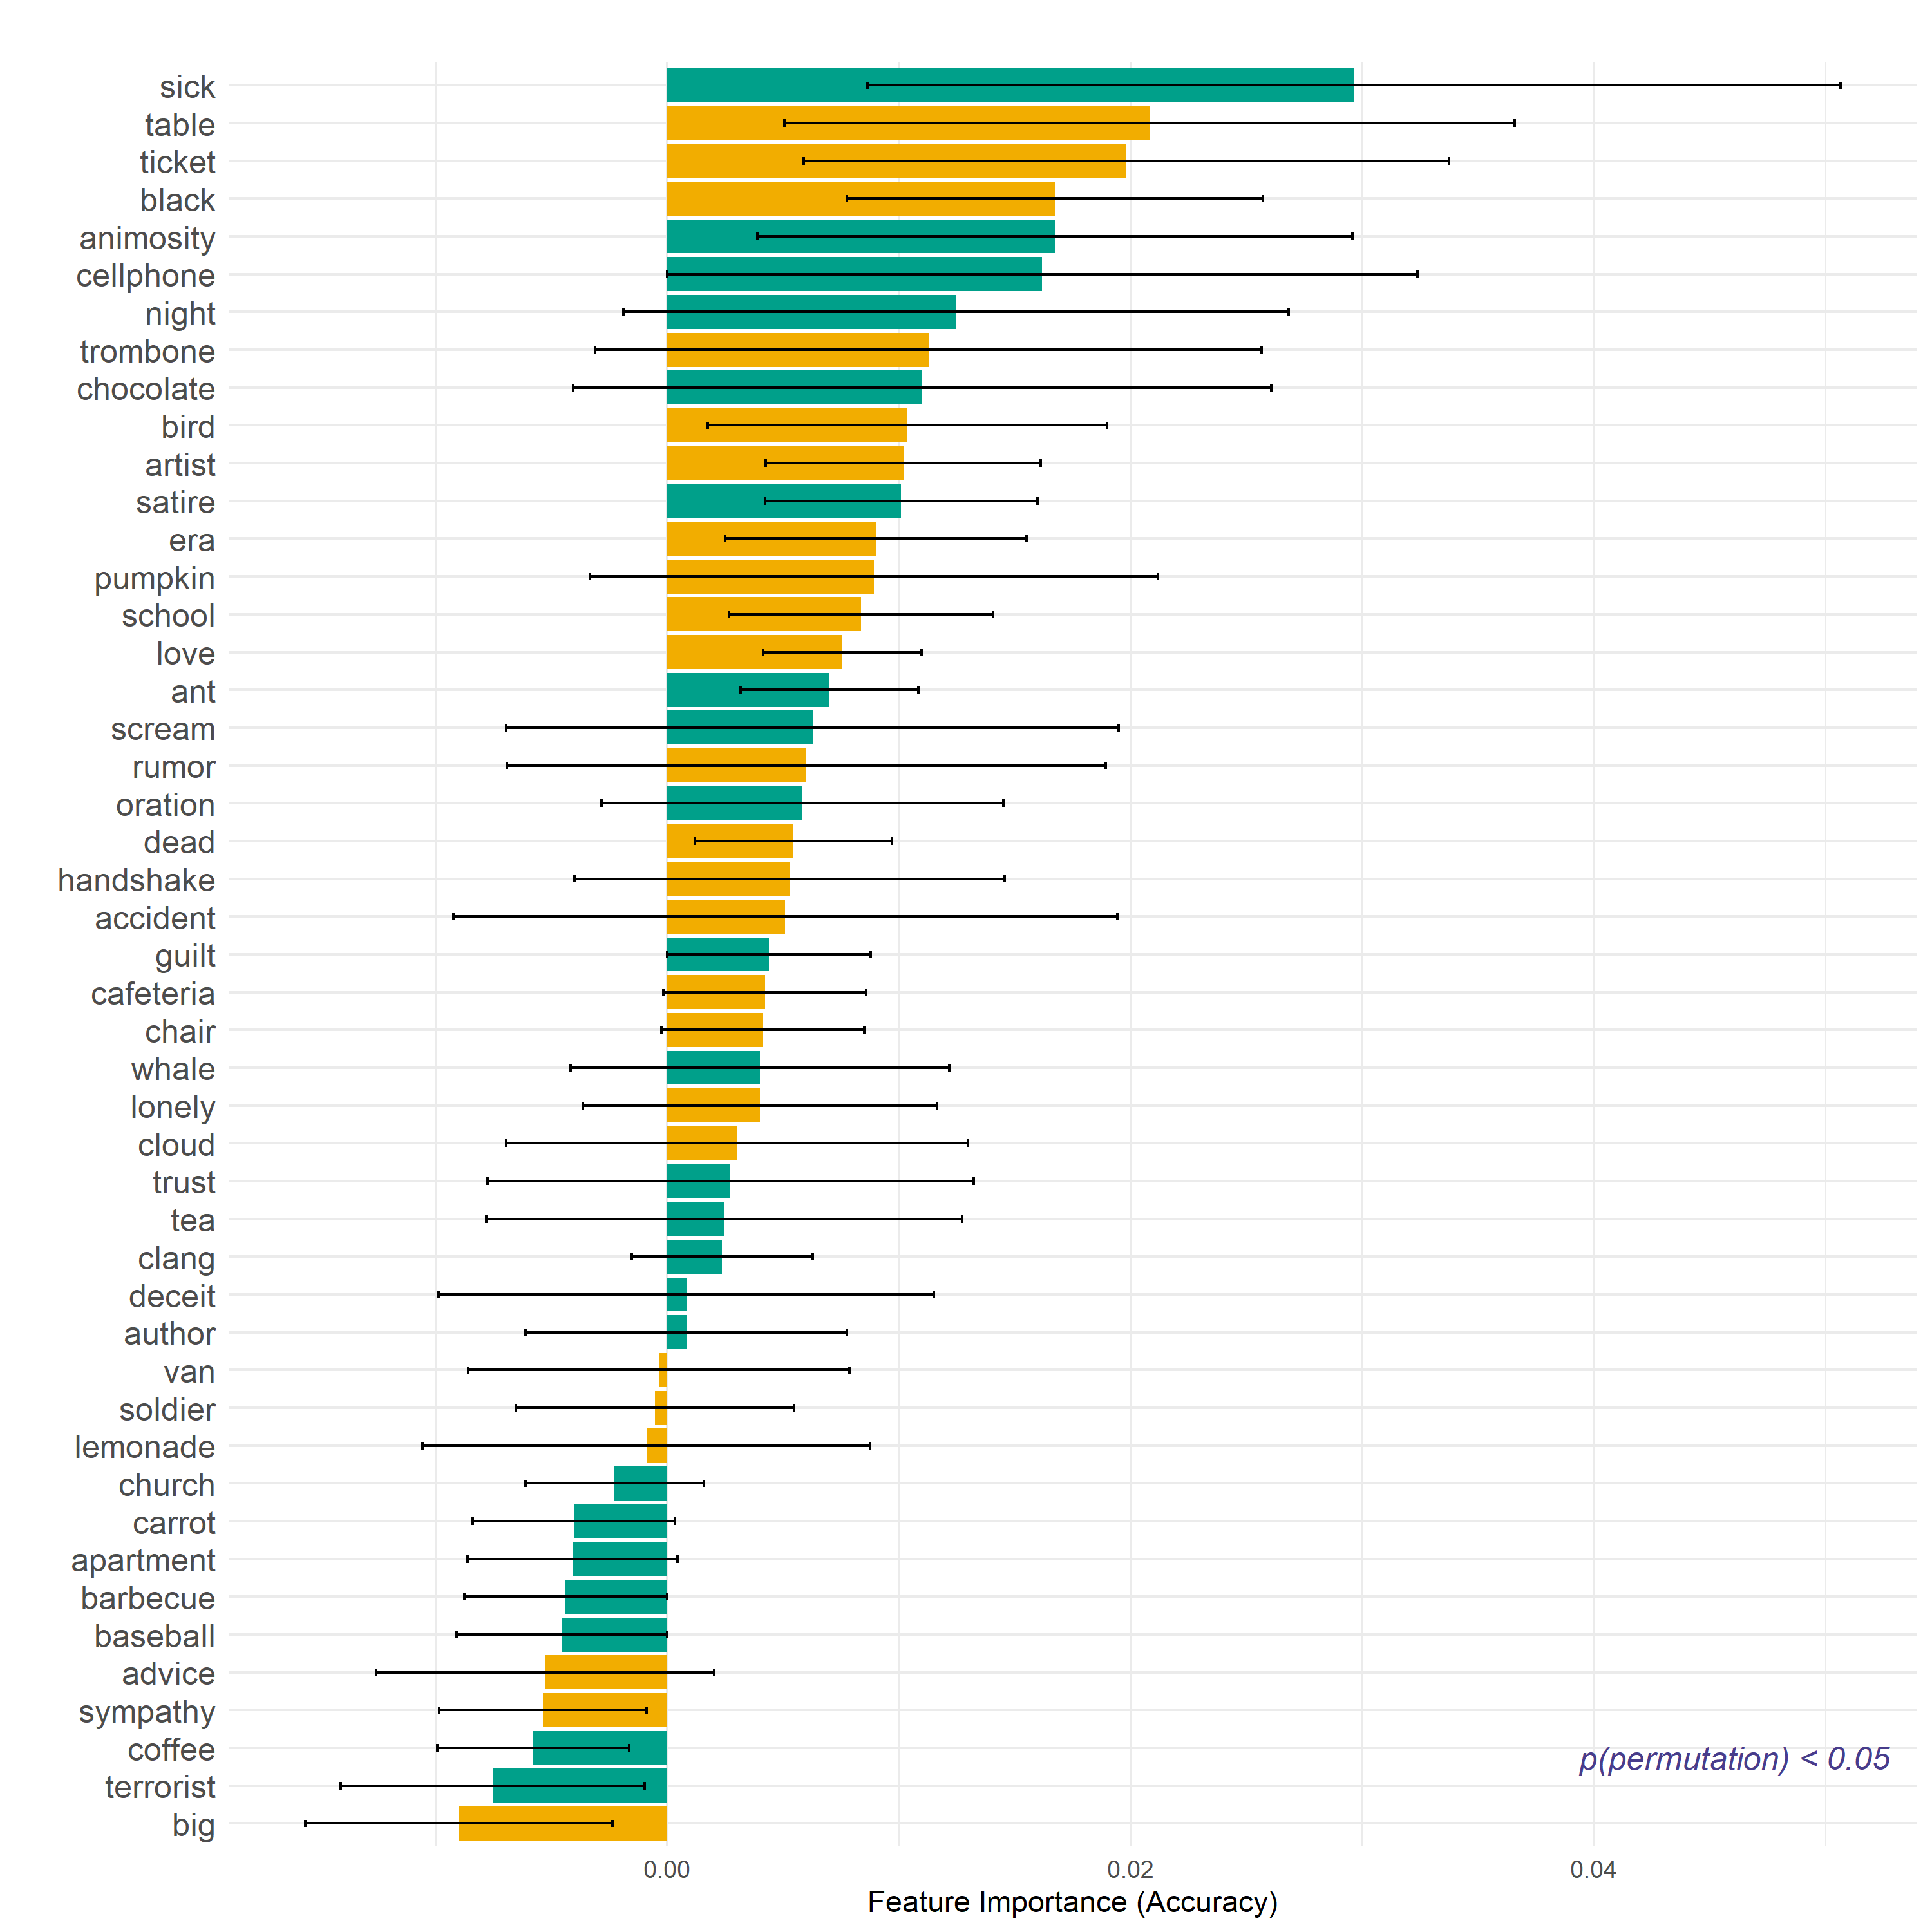 sick
table
ticket
black
animosity
cellphone
night
trombone
chocolate
bird
artist
satire
era
pumpkin
school
love
ant
scream
rumor
oration
dead
handshake
accident
guilt
cafeteria
chair
whale
lonely
cloud
trust
tea
clang
deceit
author
van
soldier
lemonade
church
carrot
apartment
barbecue
baseball
advice
sympathy
coffee
p(permutation) < 0.05
terrorist
big
0.00 0.02 0.04
Feature Importance (Accuracy)